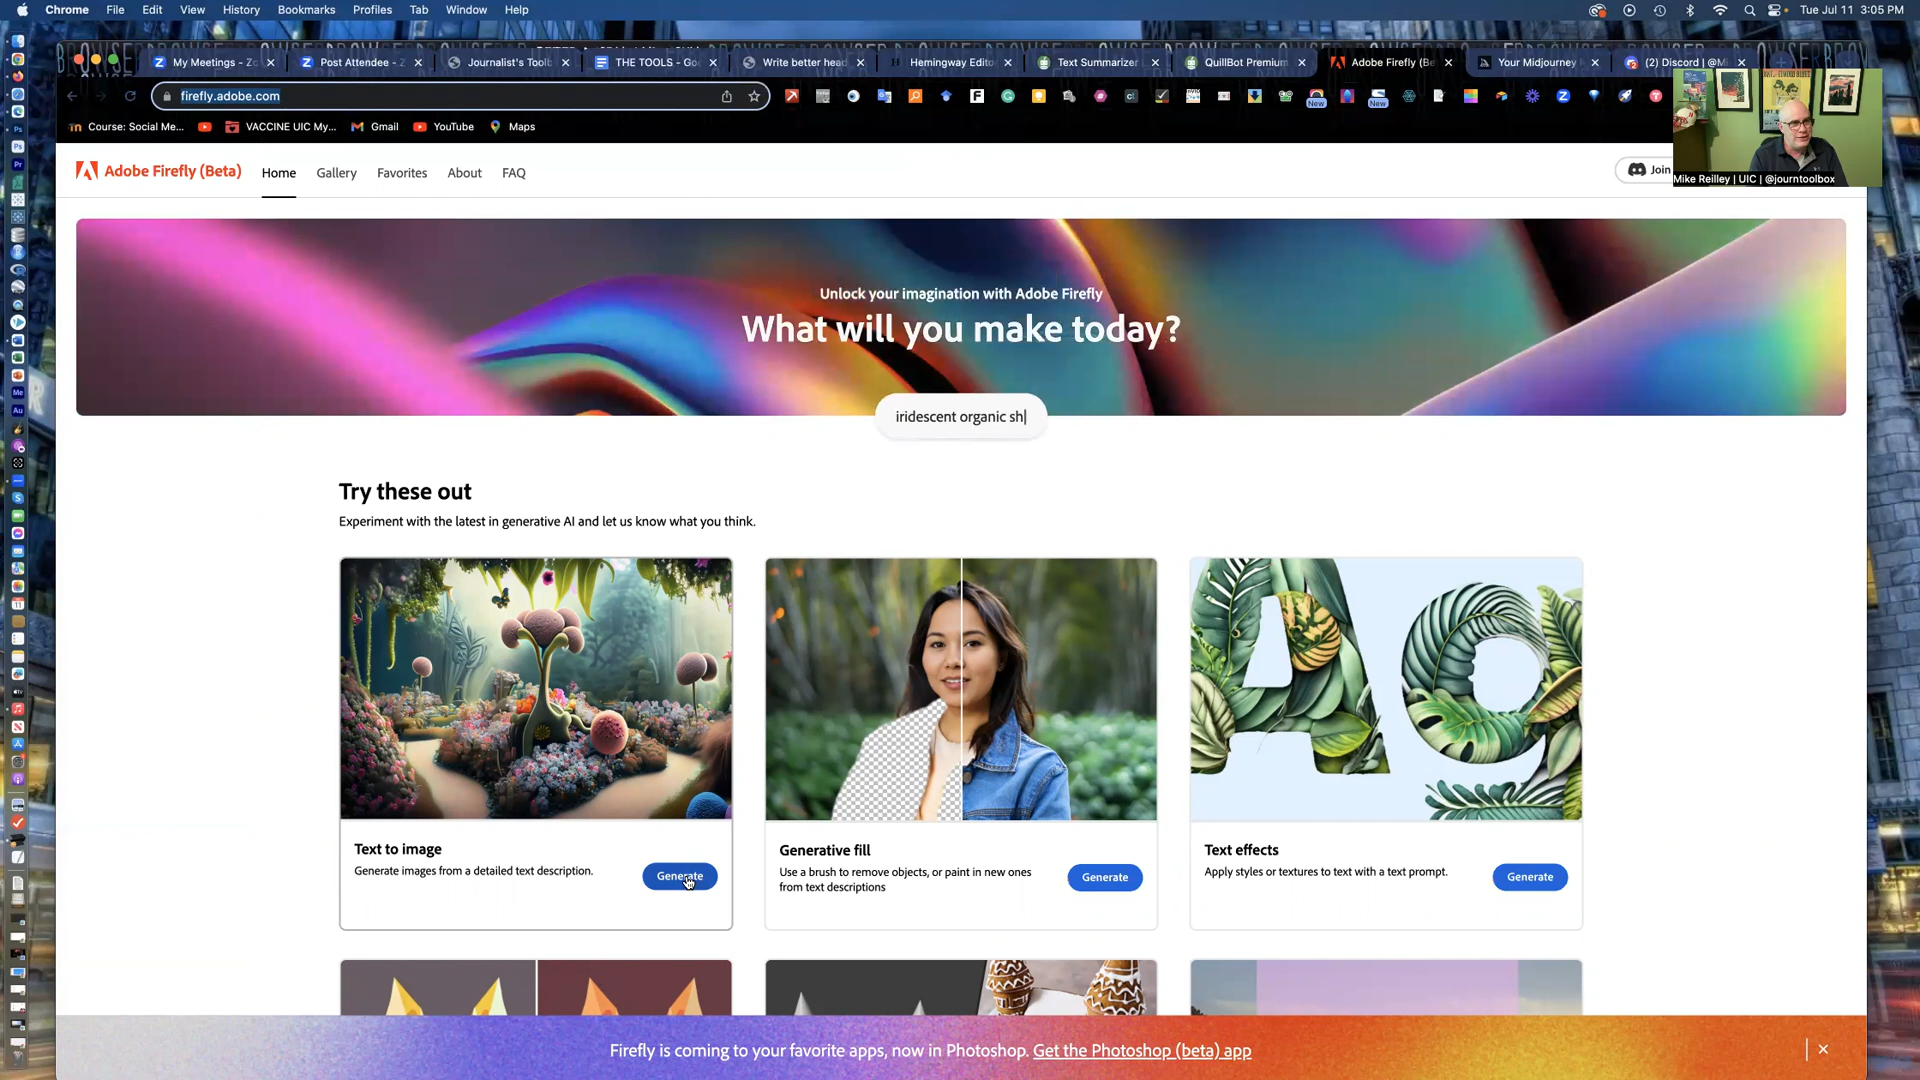 Chrome File Edit View History Bookmarks Profiles Tab Window Help
Tue Jul 11 3:05 PM
My Meetings - Zo
Post Attendee - Z
Journalist's Toolb
THE TOOLS - Go
Write better head
Hemingway Editor
Text Summarizer
QuillBot Premium
Adobe Firefly (Be
Your Midjourney
(2) Discord | @Mi
firefly.adobe.com
New
New
Course: Social Me...
VACCINE UIC My...
Gmail
YouTube
Maps
Mike Reilley | UIC | @journtoolbox
Adobe Firefly (Beta)
Home Gallery Favorites About FAQ
Join
Unlock your imagination with Adobe Firefly
What will you make today?
iridescent organic sh
Try these out
Experiment with the latest in generative AI and let us know what you think.
Text to image
Generate images from a detailed text description.
Generate
Generative fill
Use a brush to remove objects, or paint in new ones
from text descriptions
Generate
Ag
Text effects
Apply styles or textures to text with a text prompt.
Generate
Firefly is coming to your favorite apps, now in Photoshop. Get the Photoshop (beta) app